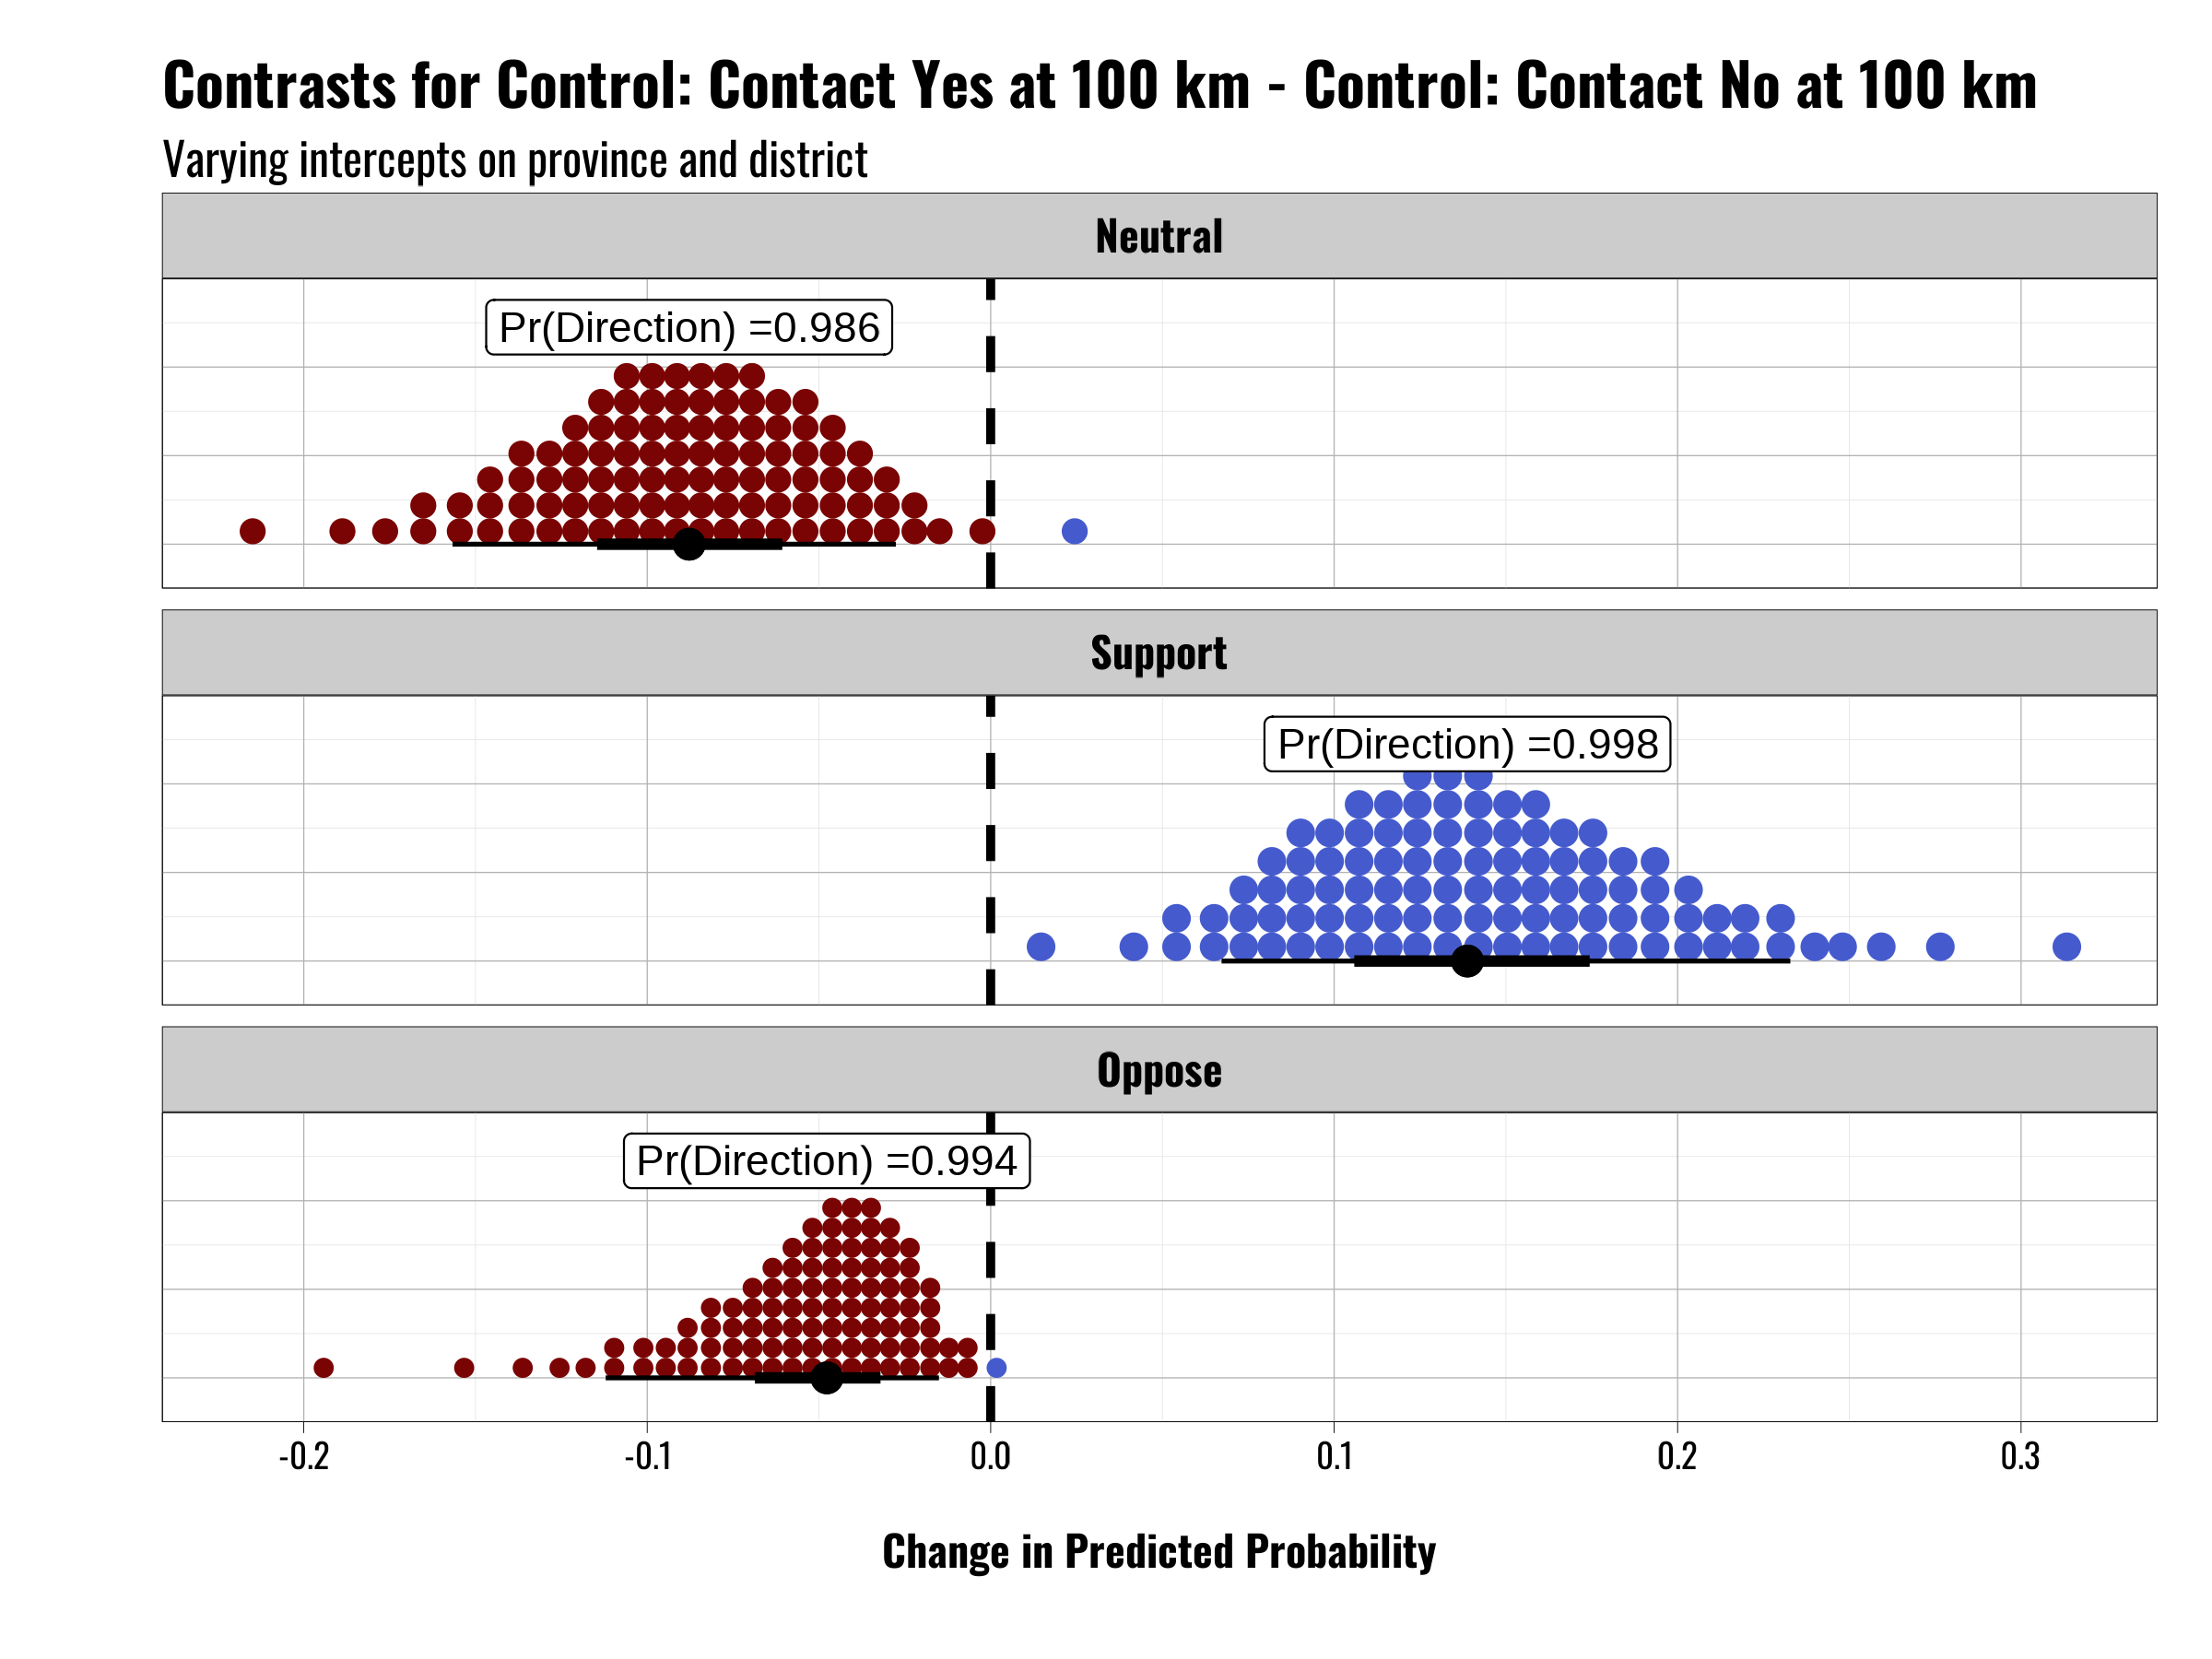 Contrasts for Control: Contact Yes at 100 km - Control: Contact No at 100 km
Varying intercepts on province and district
Neutral
Pr(Direction) =0.986
Support
Pr(Direction) =0.998
Oppose
Pr(Direction) =0.994
-0.2 -0.1 0.0 0.1 0.2 0.3
Change in Predicted Probability